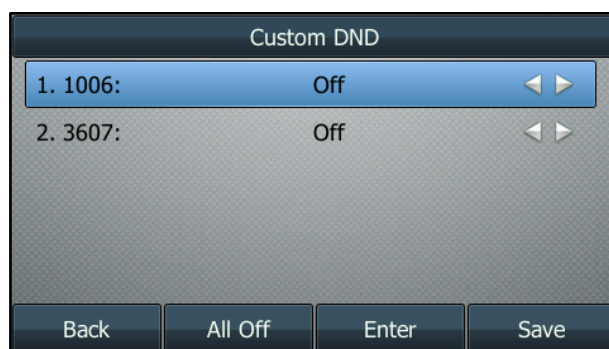 Custom DND
1. 1006: Off
2. 3607: Off
Back All Off Enter Save